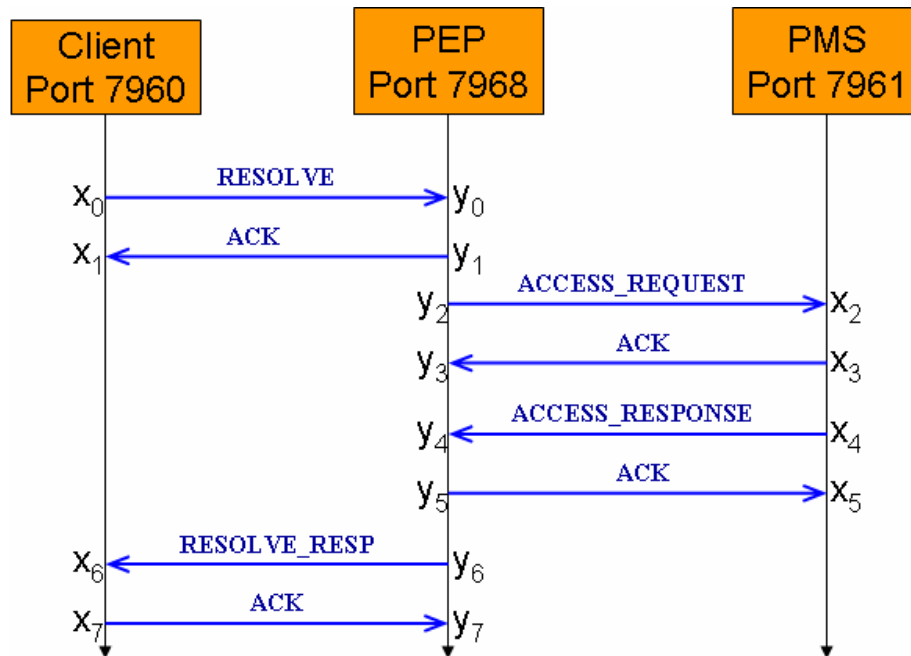 Client
Port 7960
PEP
Port 7968
PMS
Port 7961
x0 RESOLVE y0
x1 ACK y1
y2 ACCESS_REQUEST x2
y3 ACK x3
y4 ACCESS_RESPONSE x4
y5 ACK x5
x6 RESOLVE_RESP y6
x7 ACK y7